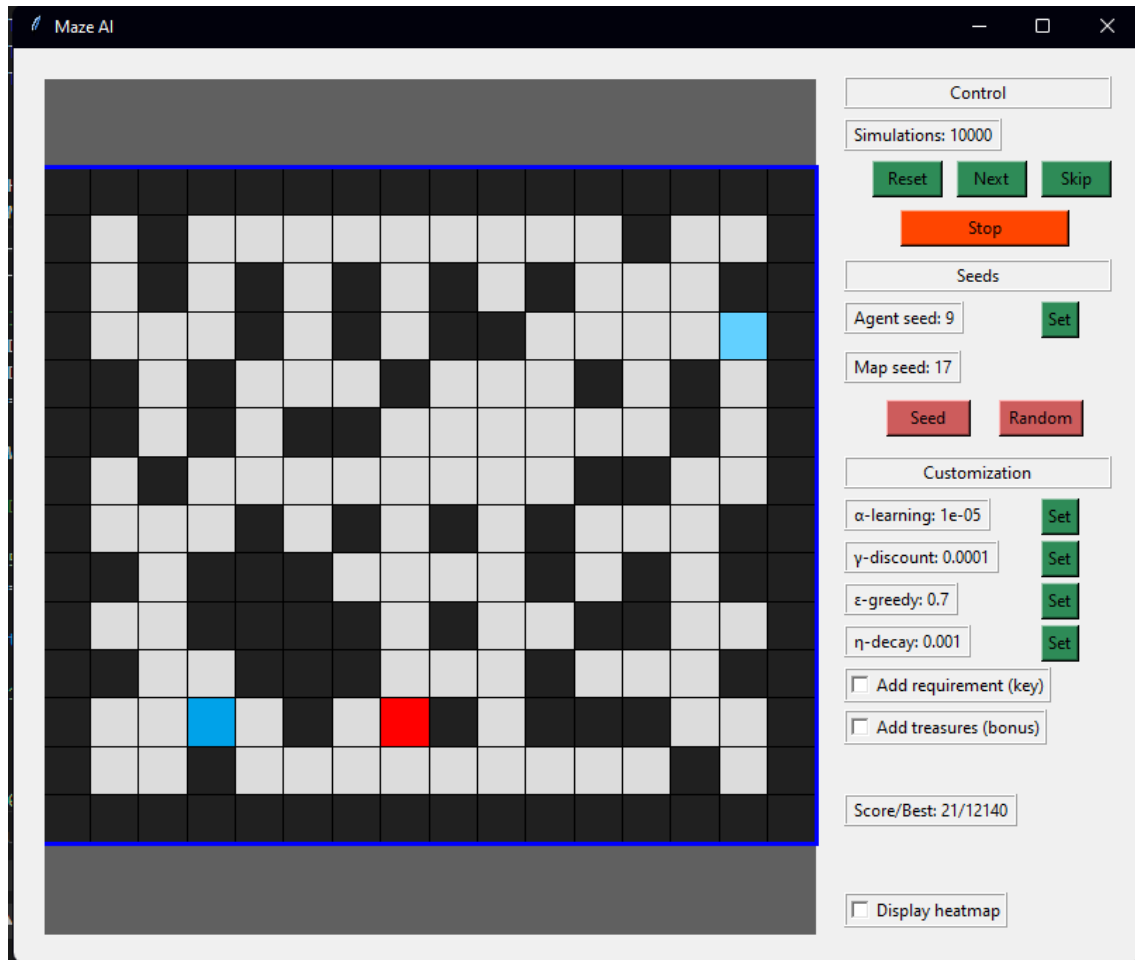 Maze AI
Control
Simulations: 10000
Reset Next Skip
Stop
Seeds
Agent seed: 9 Set
Map seed: 17
Seed Random
Customization
α-learning: 1e-05 Set
γ-discount: 0.0001 Set
ε-greedy: 0.7 Set
η-decay: 0.001 Set
Add requirement (key)
Add treasures (bonus)
Score/Best: 21/12140
Display heatmap